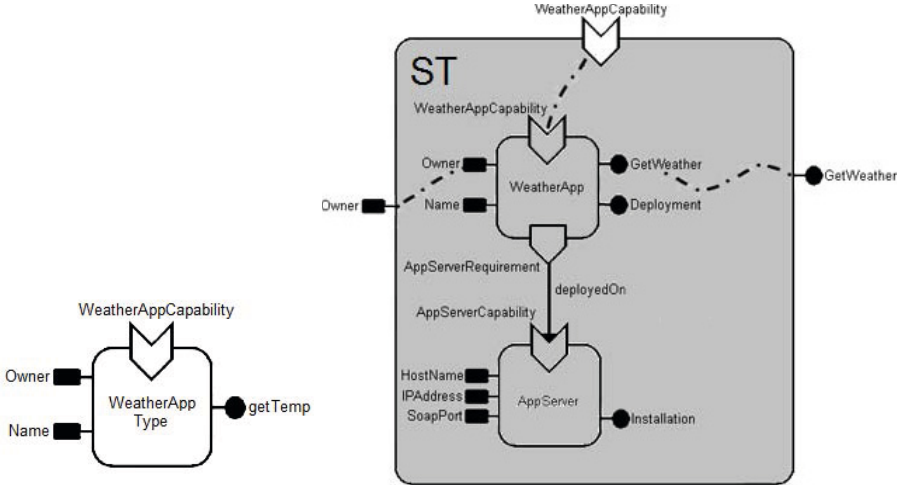 WeatherAppCapability
ST
WeatherAppCapability
Owner
GetWeather
WeatherApp
GetWeather
Owner
Name
Deployment
AppServerRequirement
deployedOn
AppServerCapability
HostName
IPAddress
AppServer
SoapPort
Installation
WeatherAppCapability
Owner
WeatherApp
Type
getTemp
Name